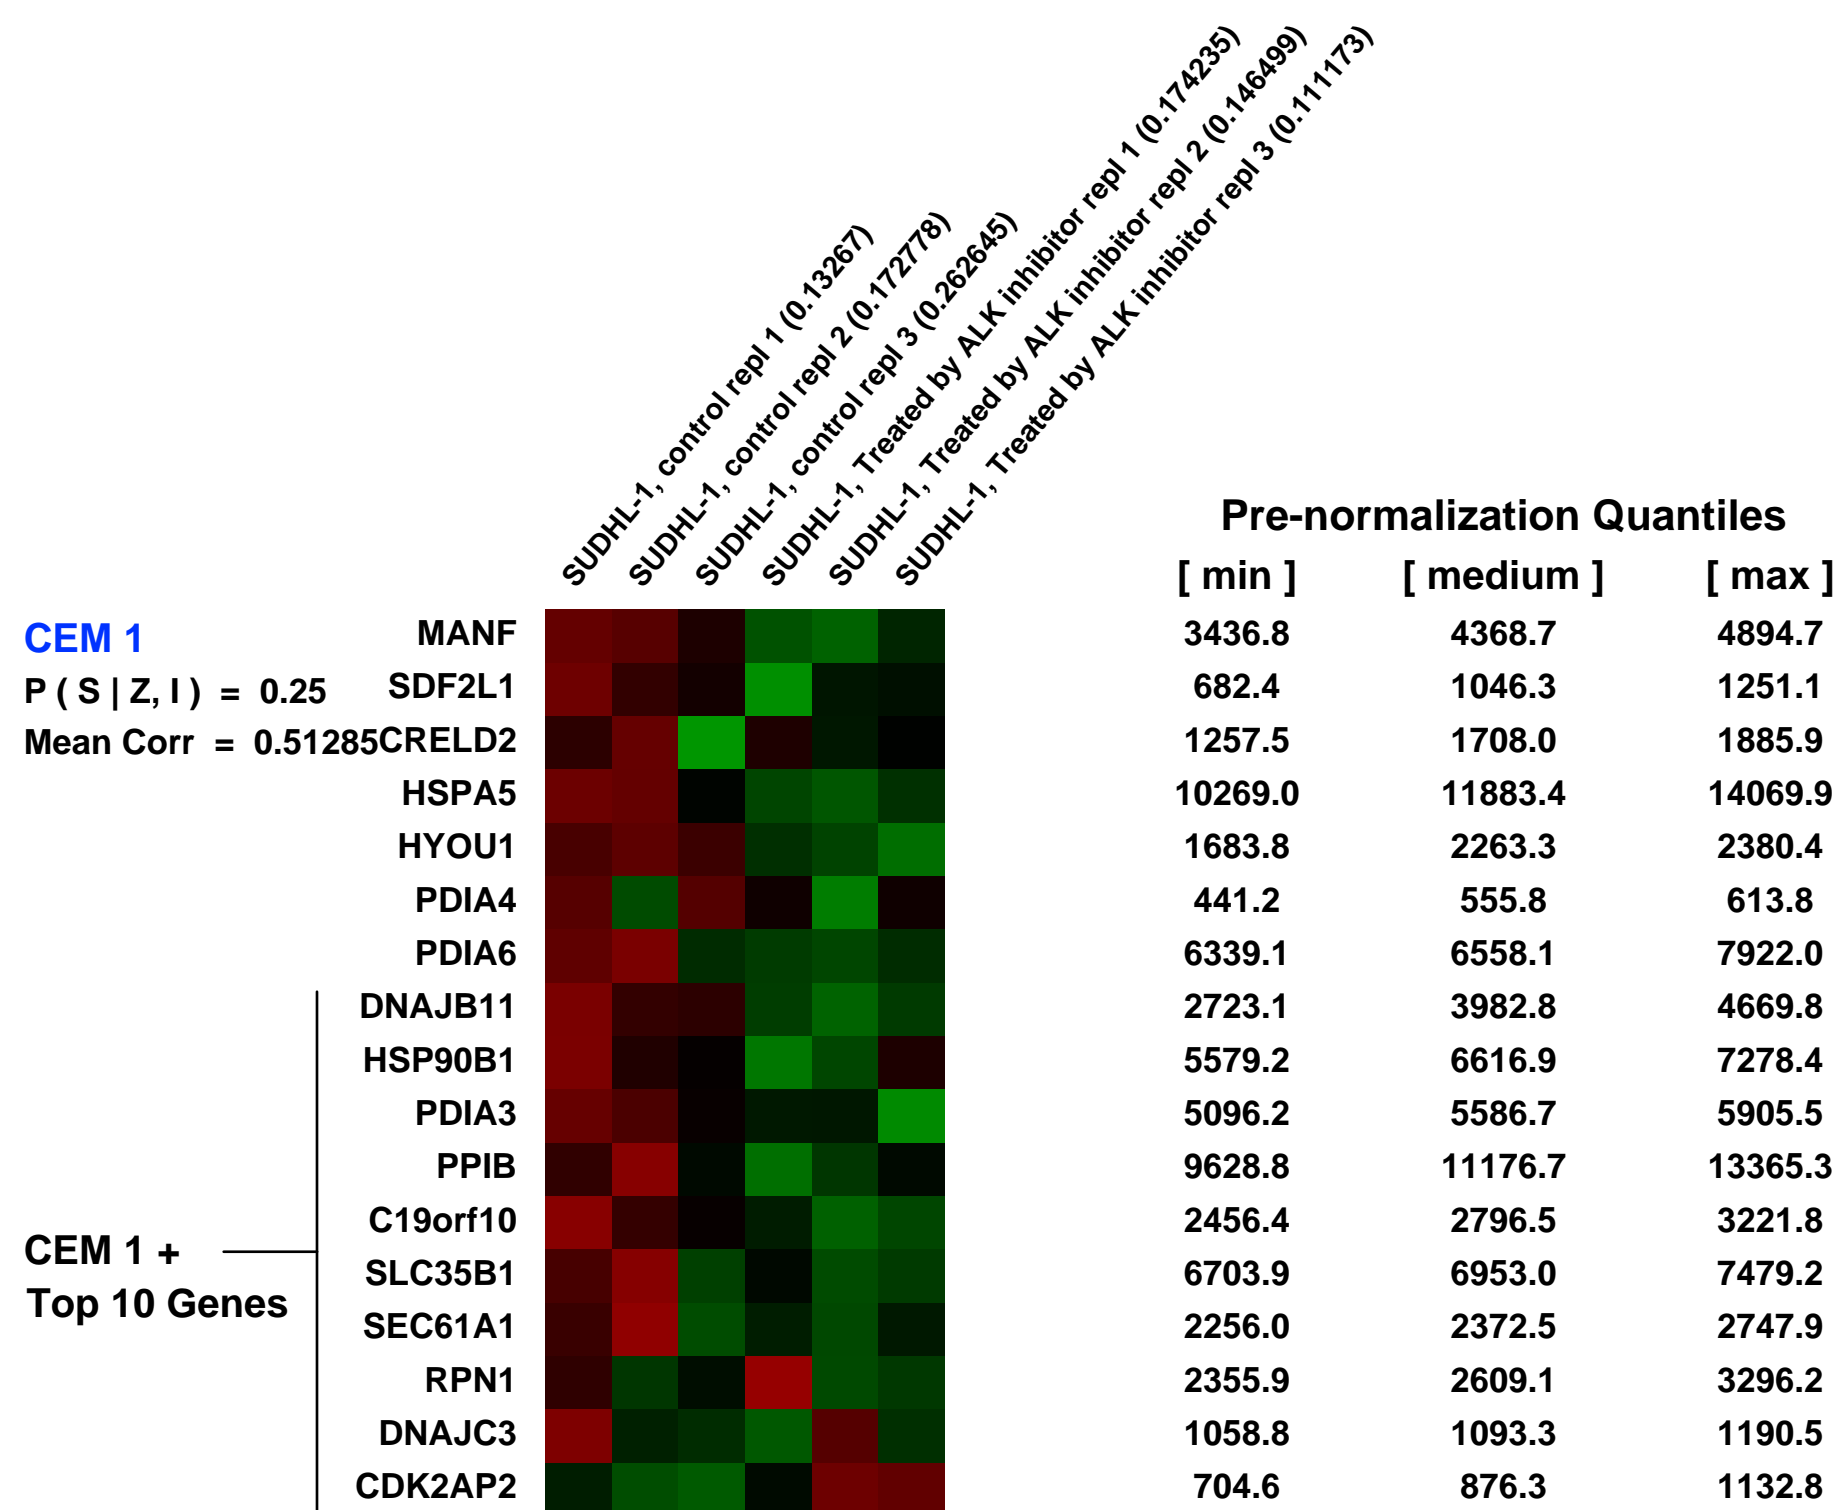 SUDHL-1, control repl 1 (0.13267)
SUDHL-1, control repl 2 (0.172778)
SUDHL-1, control repl 3 (0.262645)
SUDHL-1, Treated by ALK inhibitor repl 1 (0.174235)
SUDHL-1, Treated by ALK inhibitor repl 2 (0.146499)
SUDHL-1, Treated by ALK inhibitor repl 3 (0.111173)
Pre-normalization Quantiles
[ min ] [ medium ] [ max ]
CEM 1 MANF 3436.8 4368.7 4894.7
P ( S | Z, I ) = 0.25 SDF2L1 682.4 1046.3 1251.1
Mean Corr = 0.51285 CRELD2 1257.5 1708.0 1885.9
HSPA5 10269.0 11883.4 14069.9
HYOU1 1683.8 2263.3 2380.4
PDIA4 441.2 555.8 613.8
PDIA6 6339.1 6558.1 7922.0
DNAJB11 2723.1 3982.8 4669.8
HSP90B1 5579.2 6616.9 7278.4
PDIA3 5096.2 5586.7 5905.5
PPIB 9628.8 11176.7 13365.3
C19orf10 2456.4 2796.5 3221.8
CEM 1 +
SLC35B1 6703.9 6953.0 7479.2
Top 10 Genes
SEC61A1 2256.0 2372.5 2747.9
RPN1 2355.9 2609.1 3296.2
DNAJC3 1058.8 1093.3 1190.5
CDK2AP2 704.6 876.3 1132.8